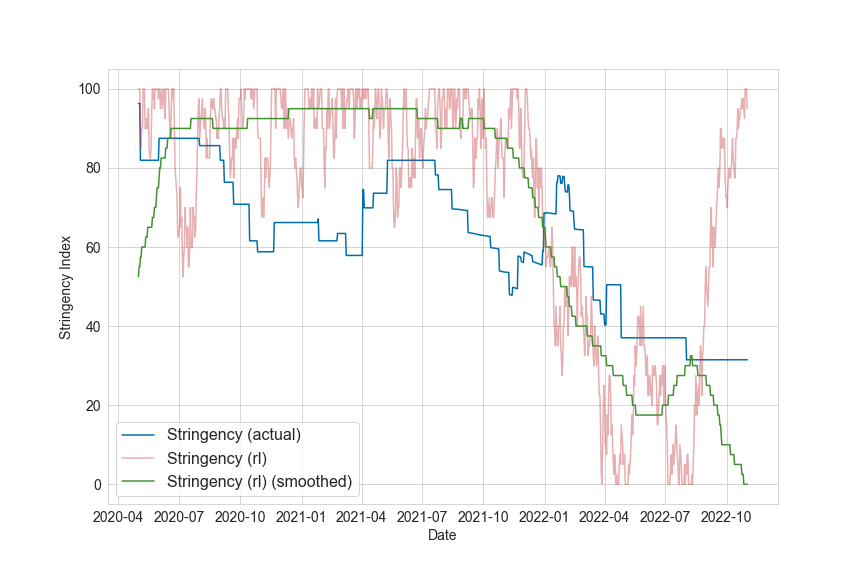 100
80
60
40
20
0
Stringency Index
Stringency (actual)
Stringency (rl)
Stringency (rl) (smoothed)
2020-04 2020-07 2020-10 2021-01 2021-04 2021-07 2021-10 2022-01 2022-04 2022-07 2022-10
Date